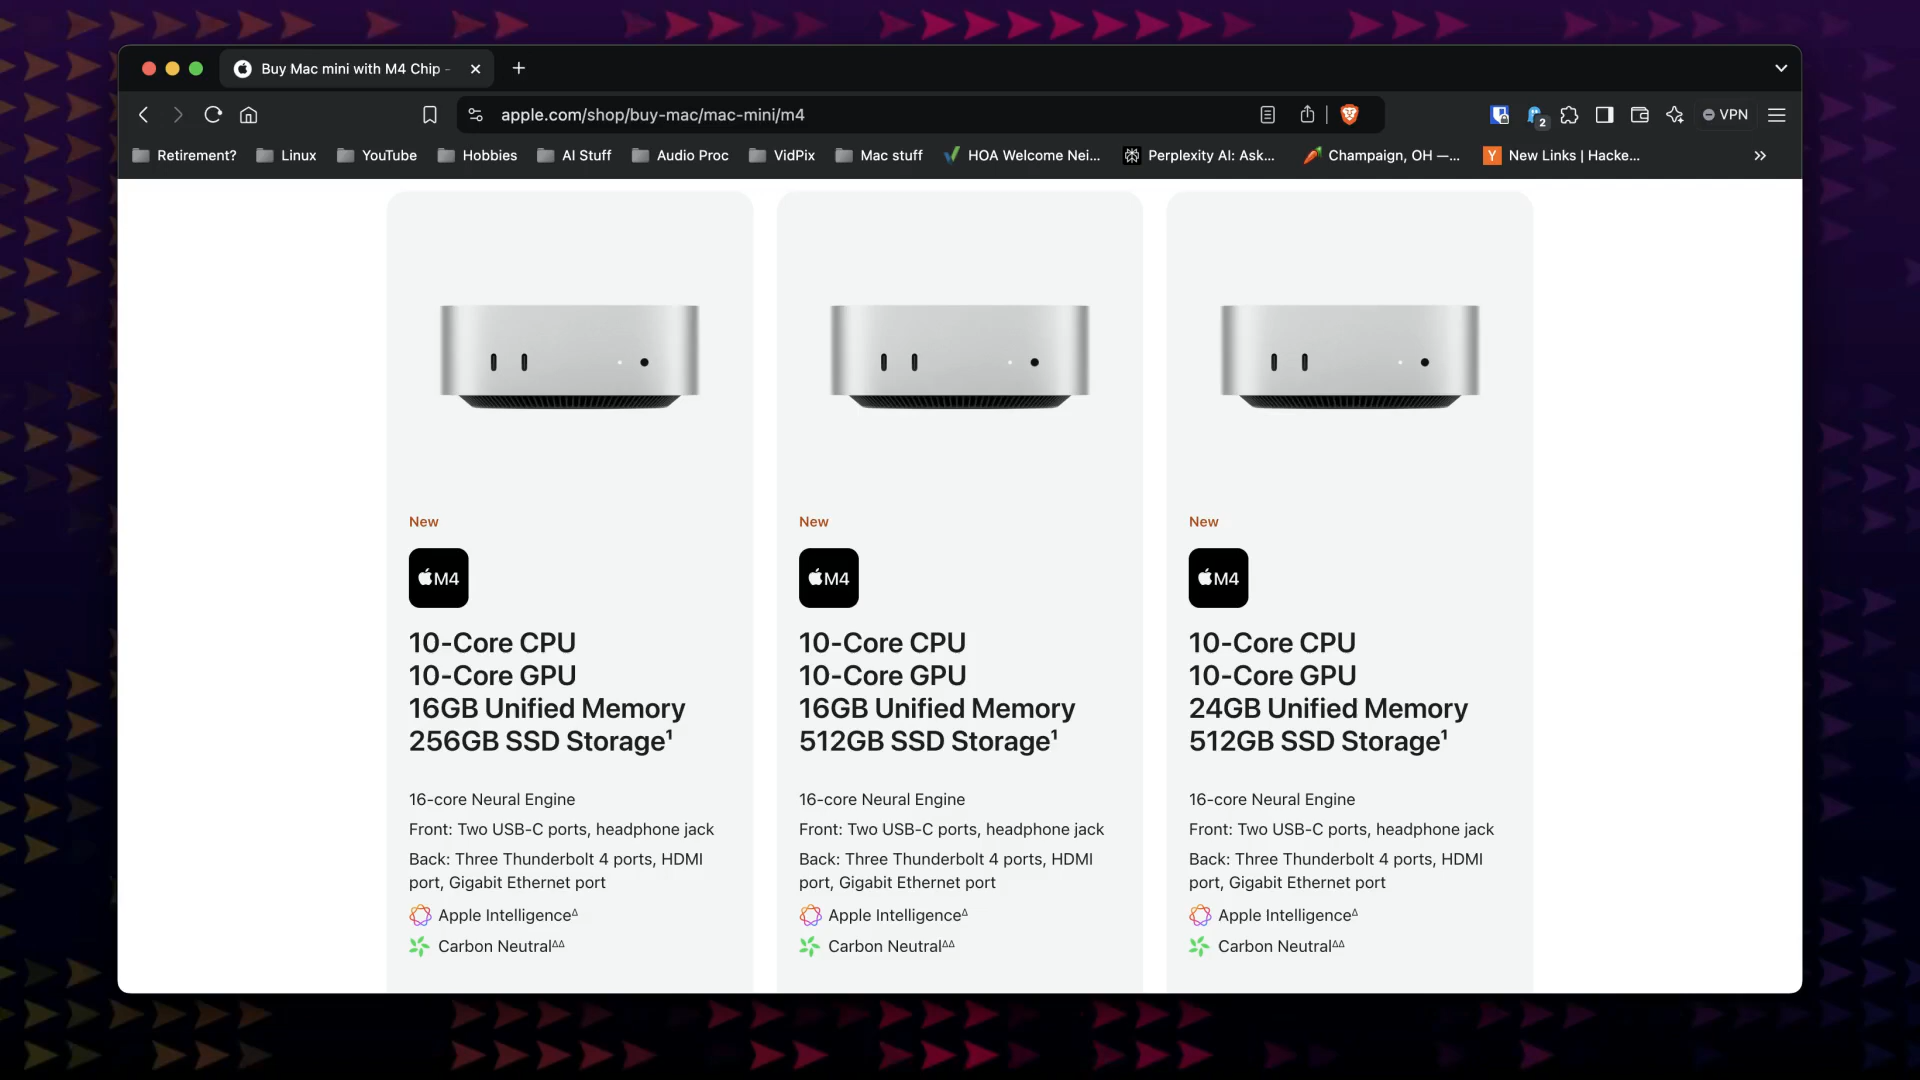 Buy Mac mini with M4 Chip -
apple.com/shop/buy-mac/mac-mini/m4
2
VPN
Retirement?
Linux
YouTube
Hobbies
AI Stuff
Audio Proc
VidPix
Mac stuff
HOA Welcome Nei...
Perplexity AI: Ask...
Champaign, OH —...
Y
New Links | Hacke...
New
M4
10-Core CPU
10-Core GPU
16GB Unified Memory
256GB SSD Storage¹
16-core Neural Engine
Front: Two USB-C ports, headphone jack
Back: Three Thunderbolt 4 ports, HDMI
port, Gigabit Ethernet port
Apple Intelligence∆
Carbon Neutral∆∆
New
M4
10-Core CPU
10-Core GPU
16GB Unified Memory
512GB SSD Storage¹
16-core Neural Engine
Front: Two USB-C ports, headphone jack
Back: Three Thunderbolt 4 ports, HDMI
port, Gigabit Ethernet port
Apple Intelligence∆
Carbon Neutral∆∆
New
M4
10-Core CPU
10-Core GPU
24GB Unified Memory
512GB SSD Storage¹
16-core Neural Engine
Front: Two USB-C ports, headphone jack
Back: Three Thunderbolt 4 ports, HDMI
port, Gigabit Ethernet port
Apple Intelligence∆
Carbon Neutral∆∆